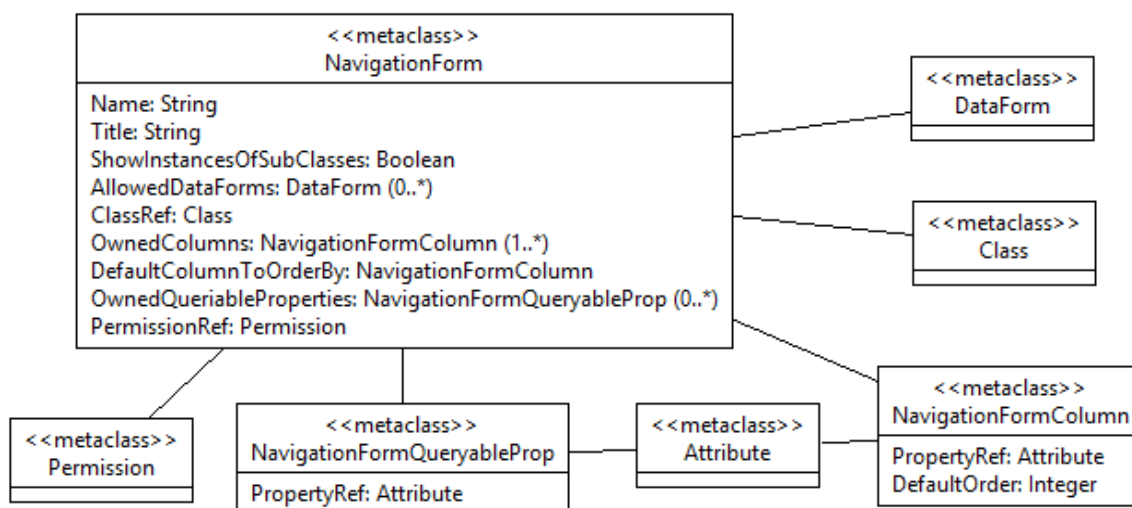 <<metaclass>>
NavigationForm
Name: String
Title: String
ShowInstancesOfSubClasses: Boolean
AllowedDataForms: DataForm (0..*)
ClassRef: Class
OwnedColumns: NavigationFormColumn (1..*)
DefaultColumnToOrderBy: NavigationFormColumn
OwnedQueriableProperties: NavigationFormQueryableProp (0..*)
PermissionRef: Permission
<<metaclass>>
DataForm
<<metaclass>>
Class
<<metaclass>>
Permission
<<metaclass>>
NavigationFormQueryableProp
PropertyRef: Attribute
<<metaclass>>
Attribute
<<metaclass>>
NavigationFormColumn
PropertyRef: Attribute
DefaultOrder: Integer